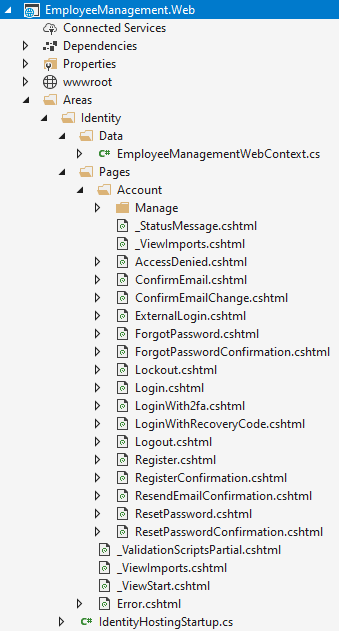 EmployeeManagement.Web
Connected Services
Dependencies
Properties
wwwroot
Areas
Identity
Data
C# EmployeeManagementWebContext.cs
Pages
Account
Manage
_StatusMessage.cshtml
_ViewImports.cshtml
AccessDenied.cshtml
ConfirmEmail.cshtml
ConfirmEmailChange.cshtml
ExternalLogin.cshtml
ForgotPassword.cshtml
ForgotPasswordConfirmation.cshtml
Lockout.cshtml
Login.cshtml
LoginWith2fa.cshtml
LoginWithRecoveryCode.cshtml
Logout.cshtml
Register.cshtml
RegisterConfirmation.cshtml
ResendEmailConfirmation.cshtml
ResetPassword.cshtml
ResetPasswordConfirmation.cshtml
_ValidationScriptsPartial.cshtml
_ViewImports.cshtml
_ViewStart.cshtml
Error.cshtml
C# IdentityHostingStartup.cs